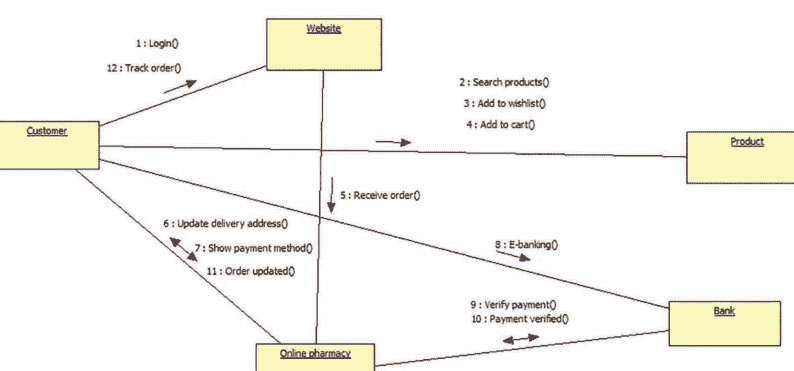 Website
1 : Login()
12 : Track order()
2 : Search products()
3 : Add to wishlist()
4 : Add to cart()
Customer
Product
5 : Receive order()
6 : Update delivery address()
7 : Show payment method()
11 : Order updated()
8 : E-banking()
9 : Verify payment()
10 : Payment verified()
Bank
Online pharmacy